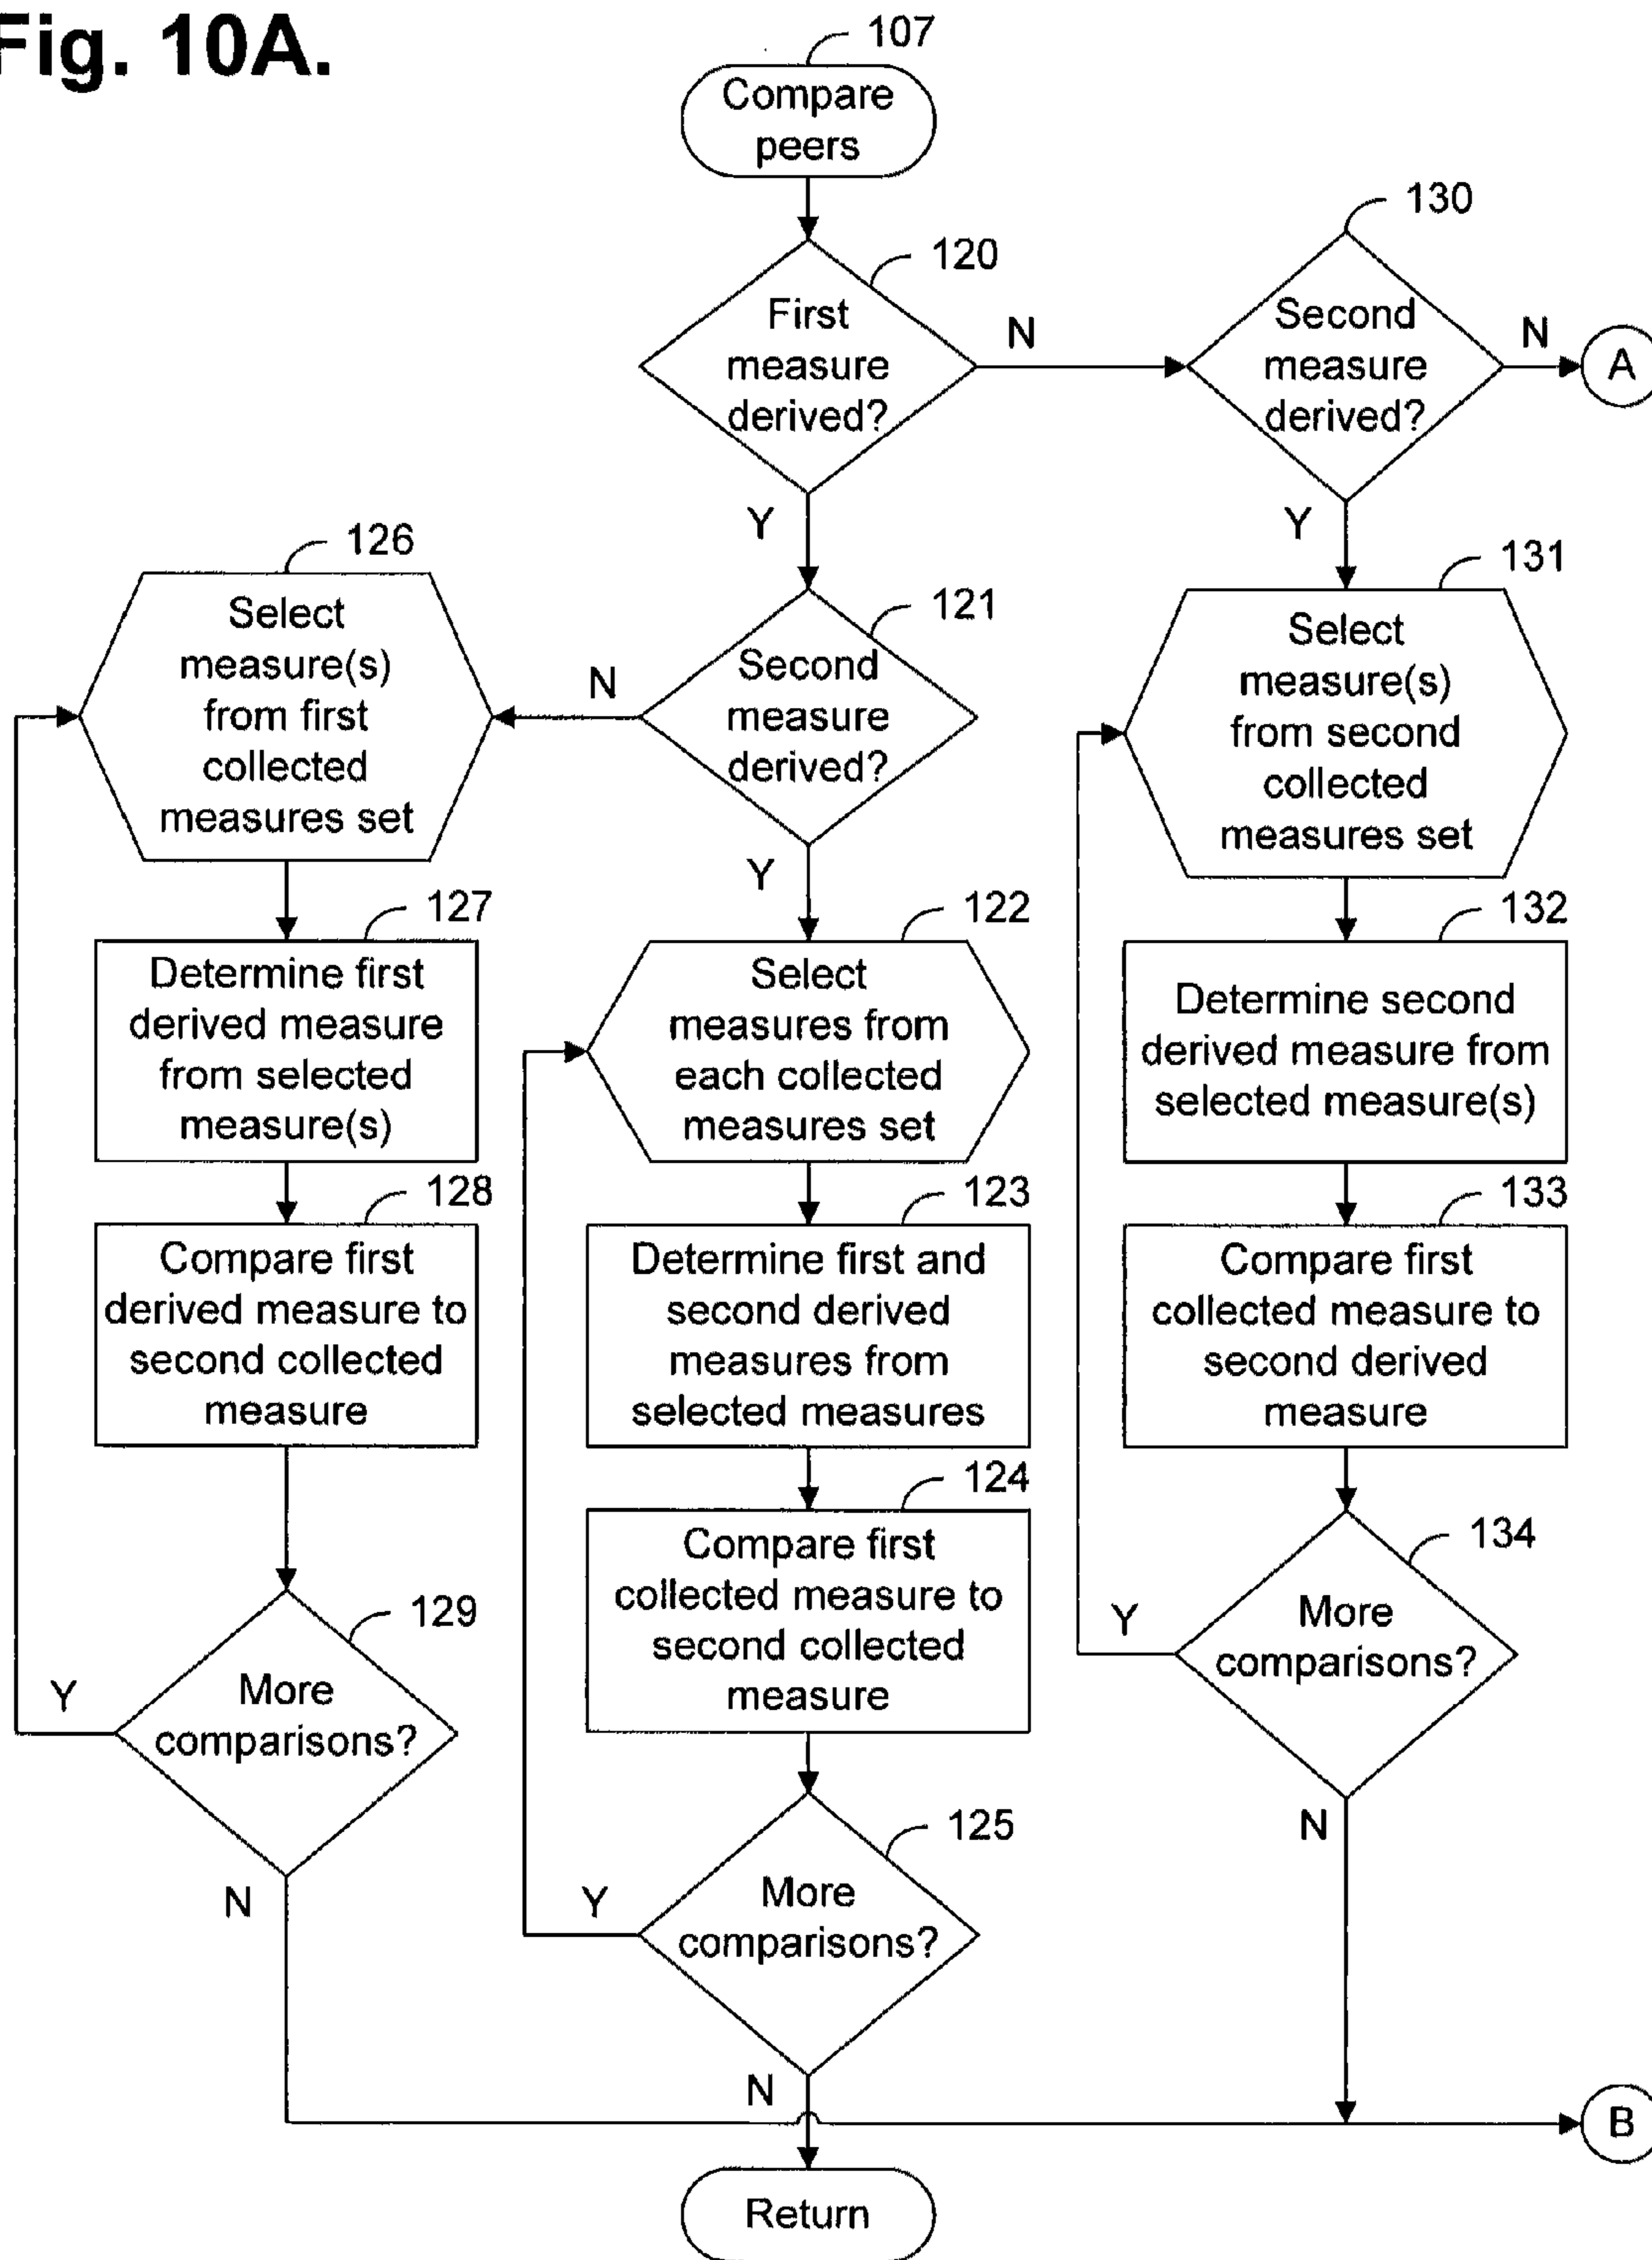 Fig. 10A.
107
Compare
peers
130
120
First
measure
derived?
N
Second
measure
derived?
N
A
Y
Y
126
Select
measure(s)
from first
collected
measures set
121
Second
measure
derived?
N
Y
131
Select
measure(s)
from second
collected
measures set
127
Determine first
derived measure
from selected
measure(s)
122
Select
measures from
each collected
measures set
132
Determine second
derived measure from
selected measure(s)
128
Compare first
derived measure to
second collected
measure
123
Determine first and
second derived
measures from
selected measures
133
Compare first
collected measure to
second derived
measure
124
Compare first
collected measure to
second collected
measure
134
More
comparisons?
Y
N
129
More
comparisons?
Y
N
125
More
comparisons?
Y
N
B
Return